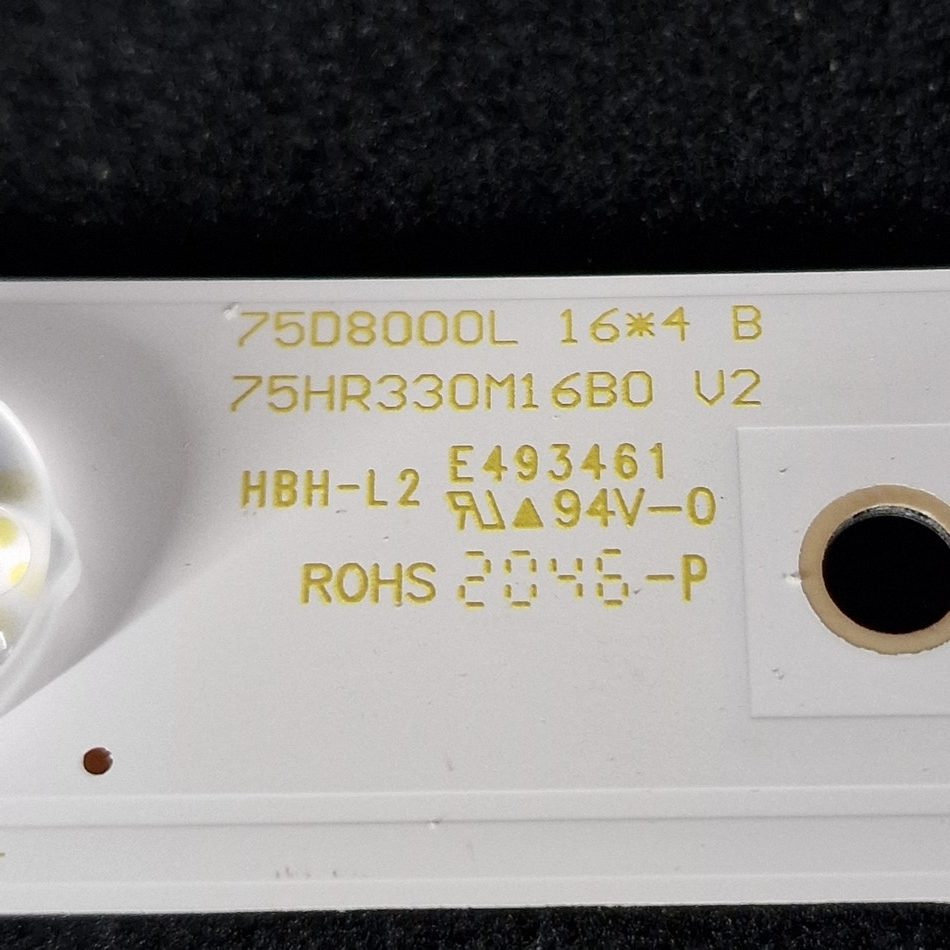 75D8000L 16*4 B
75HR330M16B0 V2
HBH-L2 E493461
94V-0
ROHS 2046-P